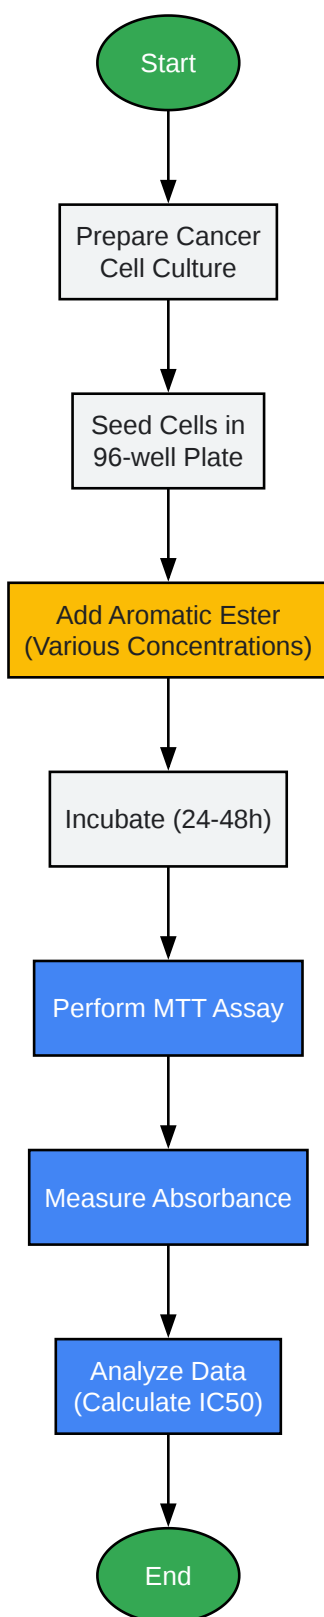 Start
Prepare Cancer
Cell Culture
Seed Cells in
96-well Plate
Add Aromatic Ester
(Various Concentrations)
Incubate (24-48h)
Perform MTT Assay
Measure Absorbance
Analyze Data
(Calculate IC50)
End